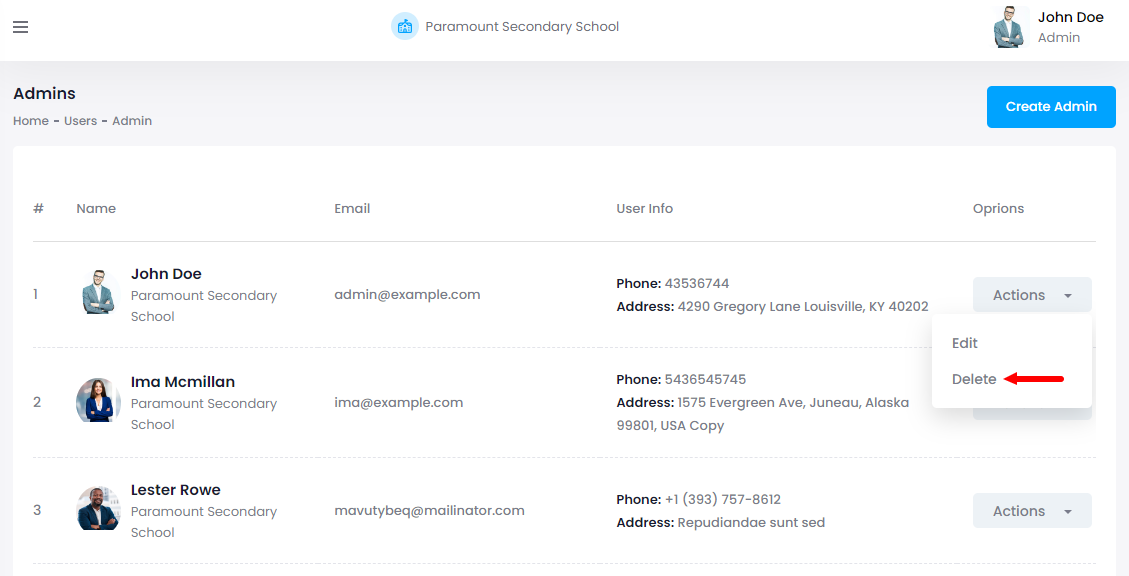 Paramount Secondary School
John Doe
Admin
Admins
Home - Users - Admin
Create Admin
# Name Email User Info Oprions
1
John Doe
Paramount Secondary
School
admin@example.com
Phone: 43536744
Address: 4290 Gregory Lane Louisville, KY 40202
Actions
Edit
Delete
2
Ima Mcmillan
Paramount Secondary
School
ima@example.com
Phone: 5436545745
Address: 1575 Evergreen Ave, Juneau, Alaska
99801, USA Copy
3
Lester Rowe
Paramount Secondary
School
mavutybeq@mailinator.com
Phone: +1 (393) 757-8612
Address: Repudiandae sunt sed
Actions